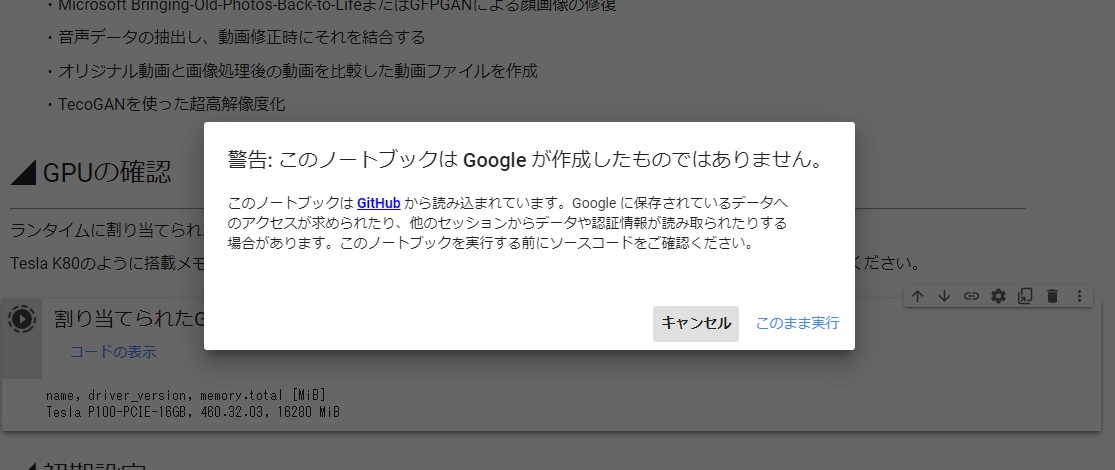 ・Microsoft Bringing-Old-Photos-Back-to-LifeまたはGFPGANによる顔画像の修復
・音声データの抽出し、動画修正時にそれを結合する
・オリジナル動画と画像処理後の動画を比較した動画ファイルを作成
・TecoGANを使った超高解像度化
警告: このノートブックは Google が作成したものではありません。
GPUの確認
このノートブックは GitHub から読み込まれています。Google に保存されているデータへ
のアクセスが求められたり、他のセッションからデータや認証情報が読み取られたりする
場合があります。このノートブックを実行する前にソースコードをご確認ください。
ランタイムに割り当てられ
Tesla K80のように搭載メモ
ください。
キャンセル
このまま実行
割り当てられたG
コードの表示
name, driver_version, memory.total [MiB]
Tesla P100-PCIE-16GB, 460.32.03, 16280 MiB
初期設定